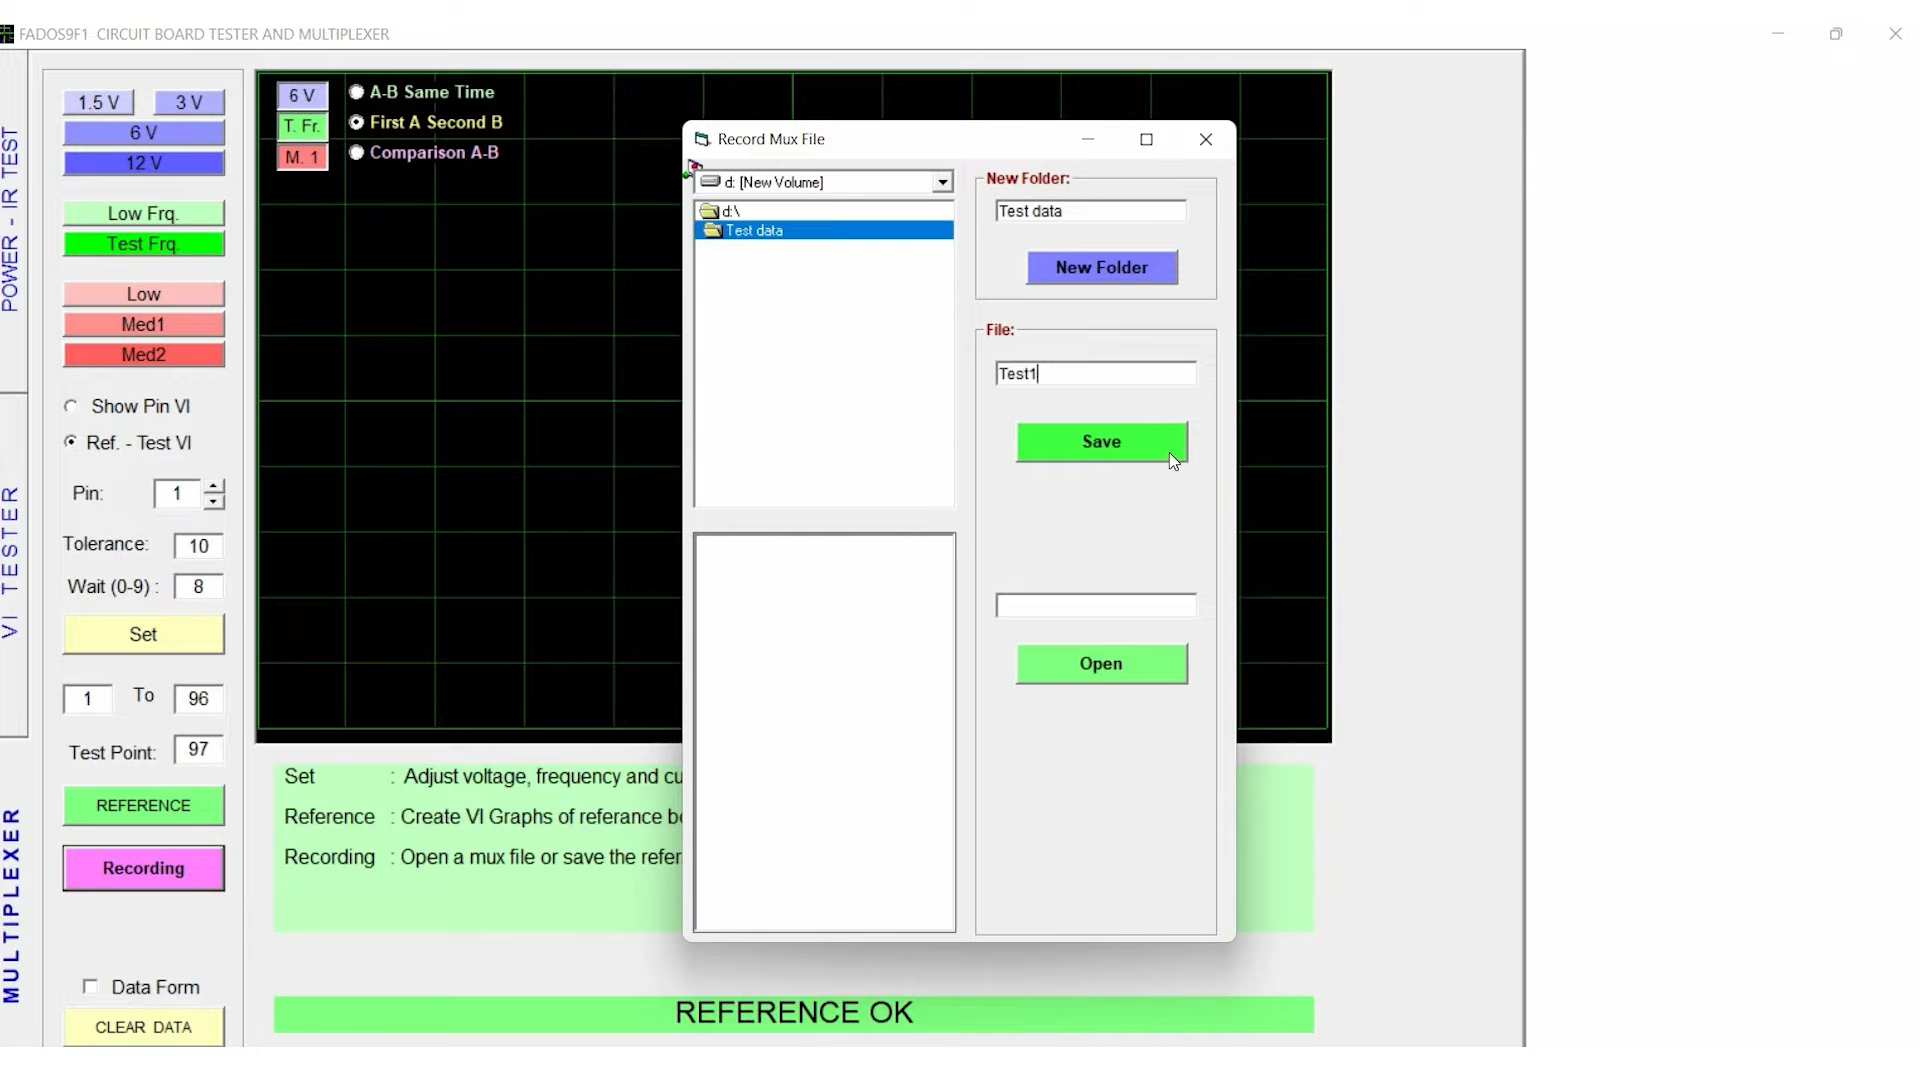 FADOS9F1 CIRCUIT BOARD TESTER AND MULTIPLEXER
POWER - IR TEST
VI TESTER
MULTIPLEXER
1.5 V
3 V
6 V
12 V
Low Frq.
Test Frq.
Low
Med1
Med2
Show Pin VI
Ref. - Test VI
Pin: 1
Tolerance: 10
Wait (0-9) : 8
Set
1 To 96
Test Point: 97
REFERENCE
Recording
Data Form
CLEAR DATA
6 V
T. Fr.
M. 1
A-B Same Time
First A Second B
Comparison A-B
Record Mux File
d: [New Volume]
d:\
Test data
New Folder:
Test data
New Folder
File:
Test1
Save
Open
Set : Adjust voltage, frequency and cu
Reference : Create VI Graphs of referance b
Recording : Open a mux file or save the refer
REFERENCE OK